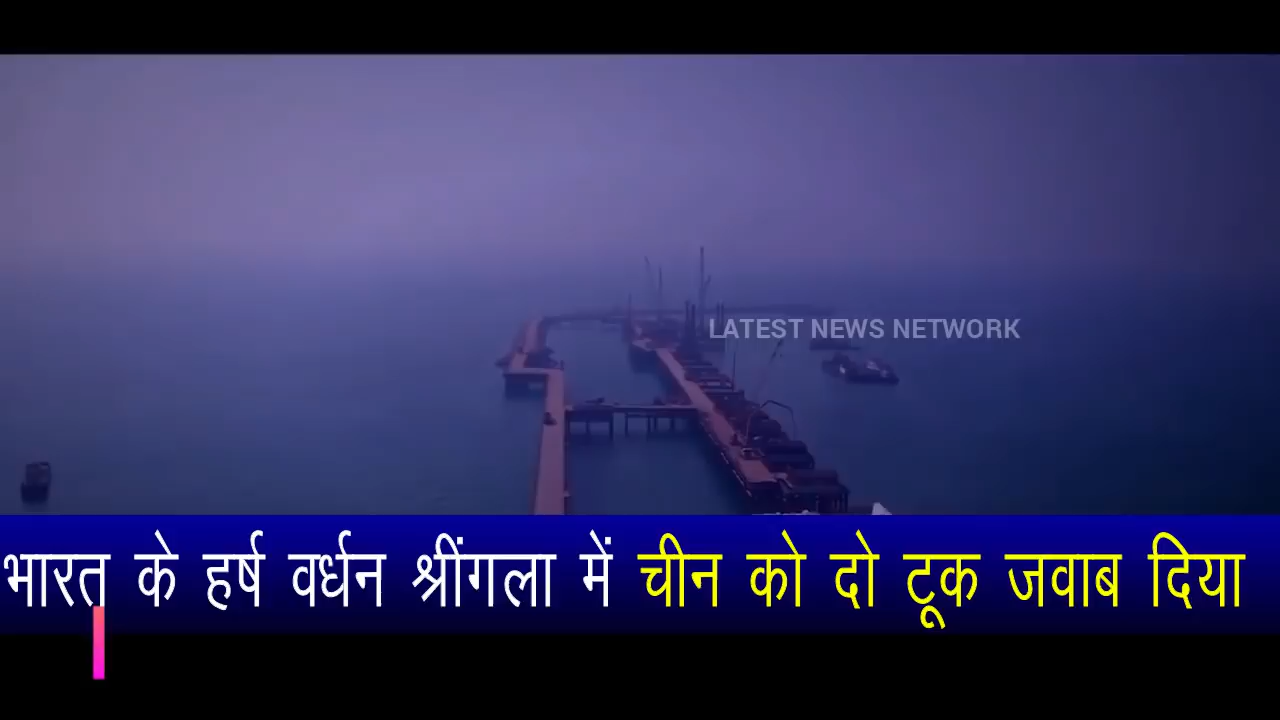 LATEST NEWS NETWORK
भारत के हर्ष वर्धन श्रींगला में चीन को दो टूक जवाब दिया